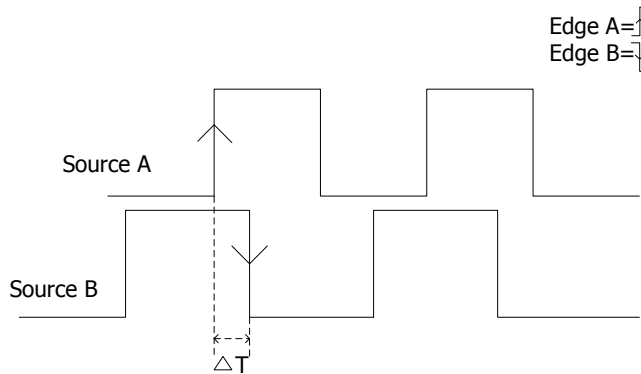 Edge A=
Edge B=
Source A
Source B
△T